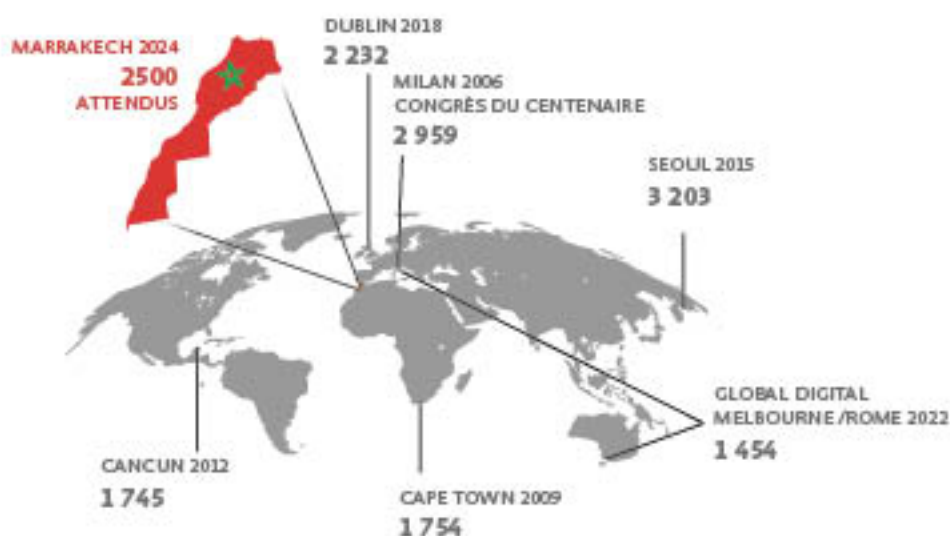 MARRAKECH 2024
2500
ATTENDUS
DUBLIN 2018
2 232
MILAN 2006
CONGRÈS DU CENTENAIRE
2 959
SEOUL 2015
3 203
GLOBAL DIGITAL
MELBOURNE/ROME 2022
1 454
CANCUN 2012
1 745
CAPE TOWN 2009
1 754